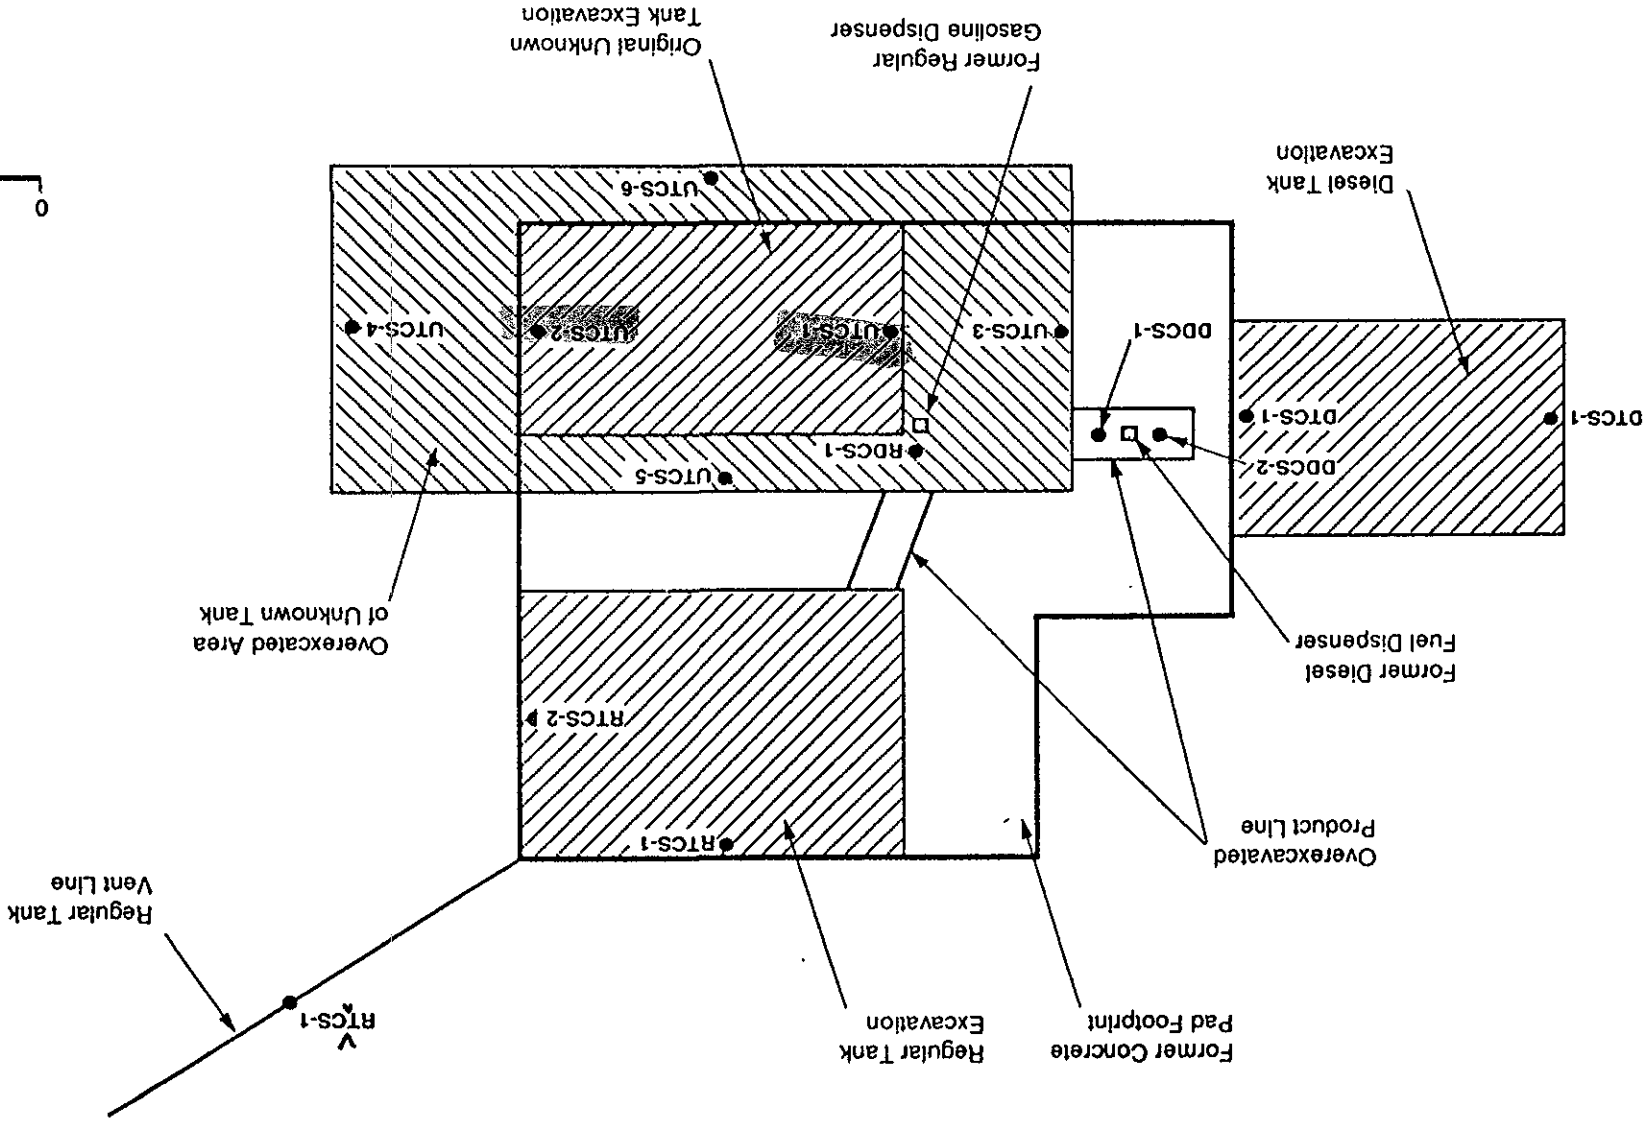 Former Concrete
Pad Footprint
Regular Tank
Excavation
V
RTCS-1
Regular Tank
Vent Line
Overexcavated
Product Line
RTCS-1
RTCS-2
Former Diesel
Fuel Dispenser
Overexcated Area
of Unknown Tank
DTCS-1
DTCS-1
DDCS-2
UTCS-5
RDCS-1
DDCS-1
UTCS-3
UTCS-1
UTCS-2
UTCS-4
UTCS-6
0
Diesel Tank
Excavation
Former Regular
Gasoline Dispenser
Original Unknown
Tank Excavation